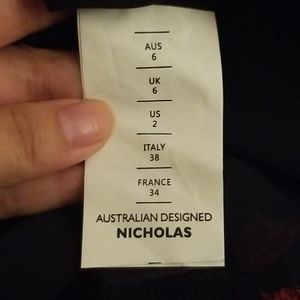 AUS
6
UK
6
US
2
ITALY
38
FRANCE
34
AUSTRALIAN DESIGNED
NICHOLAS